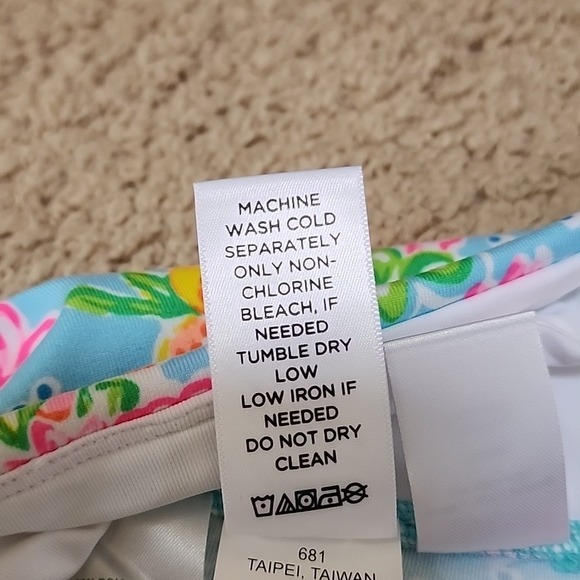 MACHINE
WASH COLD
SEPARATELY
ONLY NON-
CHLORINE
BLEACH, IF
NEEDED
TUMBLE DRY
LOW
LOW IRON IF
NEEDED
DO NOT DRY
CLEAN
681
TAIPEI, TAIWAN